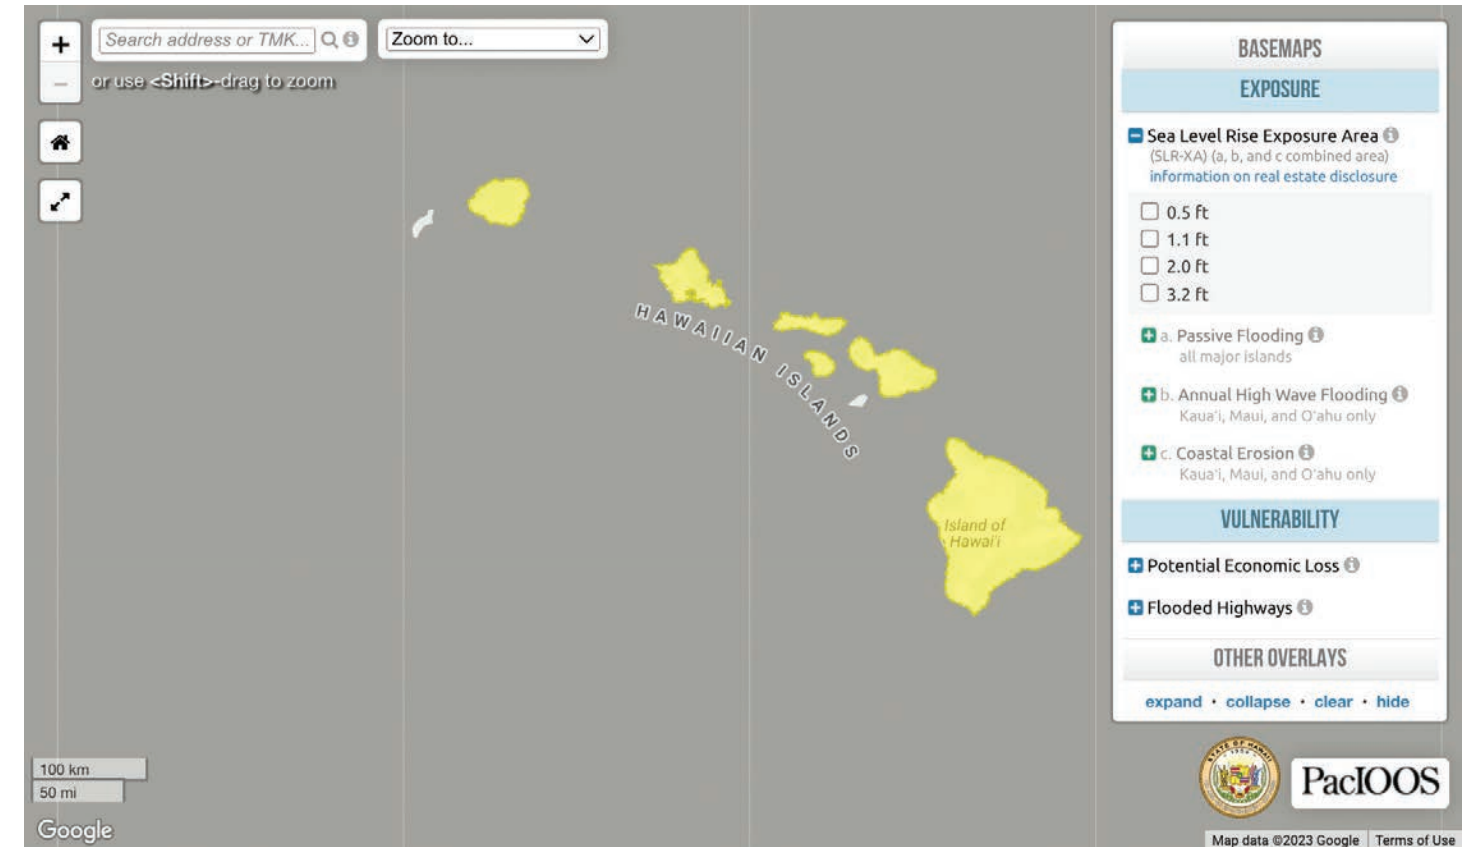 +
Search address or TMK...
Zoom to...
−
or use <Shift>-drag to zoom
HAWAIIAN ISLANDS
Island of
Hawai'i
BASEMAPS
EXPOSURE
Sea Level Rise Exposure Area
(SLR-XA) (a, b, and c combined area)
information on real estate disclosure
0.5 ft
1.1 ft
2.0 ft
3.2 ft
a. Passive Flooding
all major islands
b. Annual High Wave Flooding
Kaua'i, Maui, and O'ahu only
c. Coastal Erosion
Kaua'i, Maui, and O'ahu only
VULNERABILITY
Potential Economic Loss
Flooded Highways
OTHER OVERLAYS
expand · collapse · clear · hide
100 km
50 mi
Google
STATE OF HAWAII
1959
PacIOOS
Map data ©2023 Google
Terms of Use